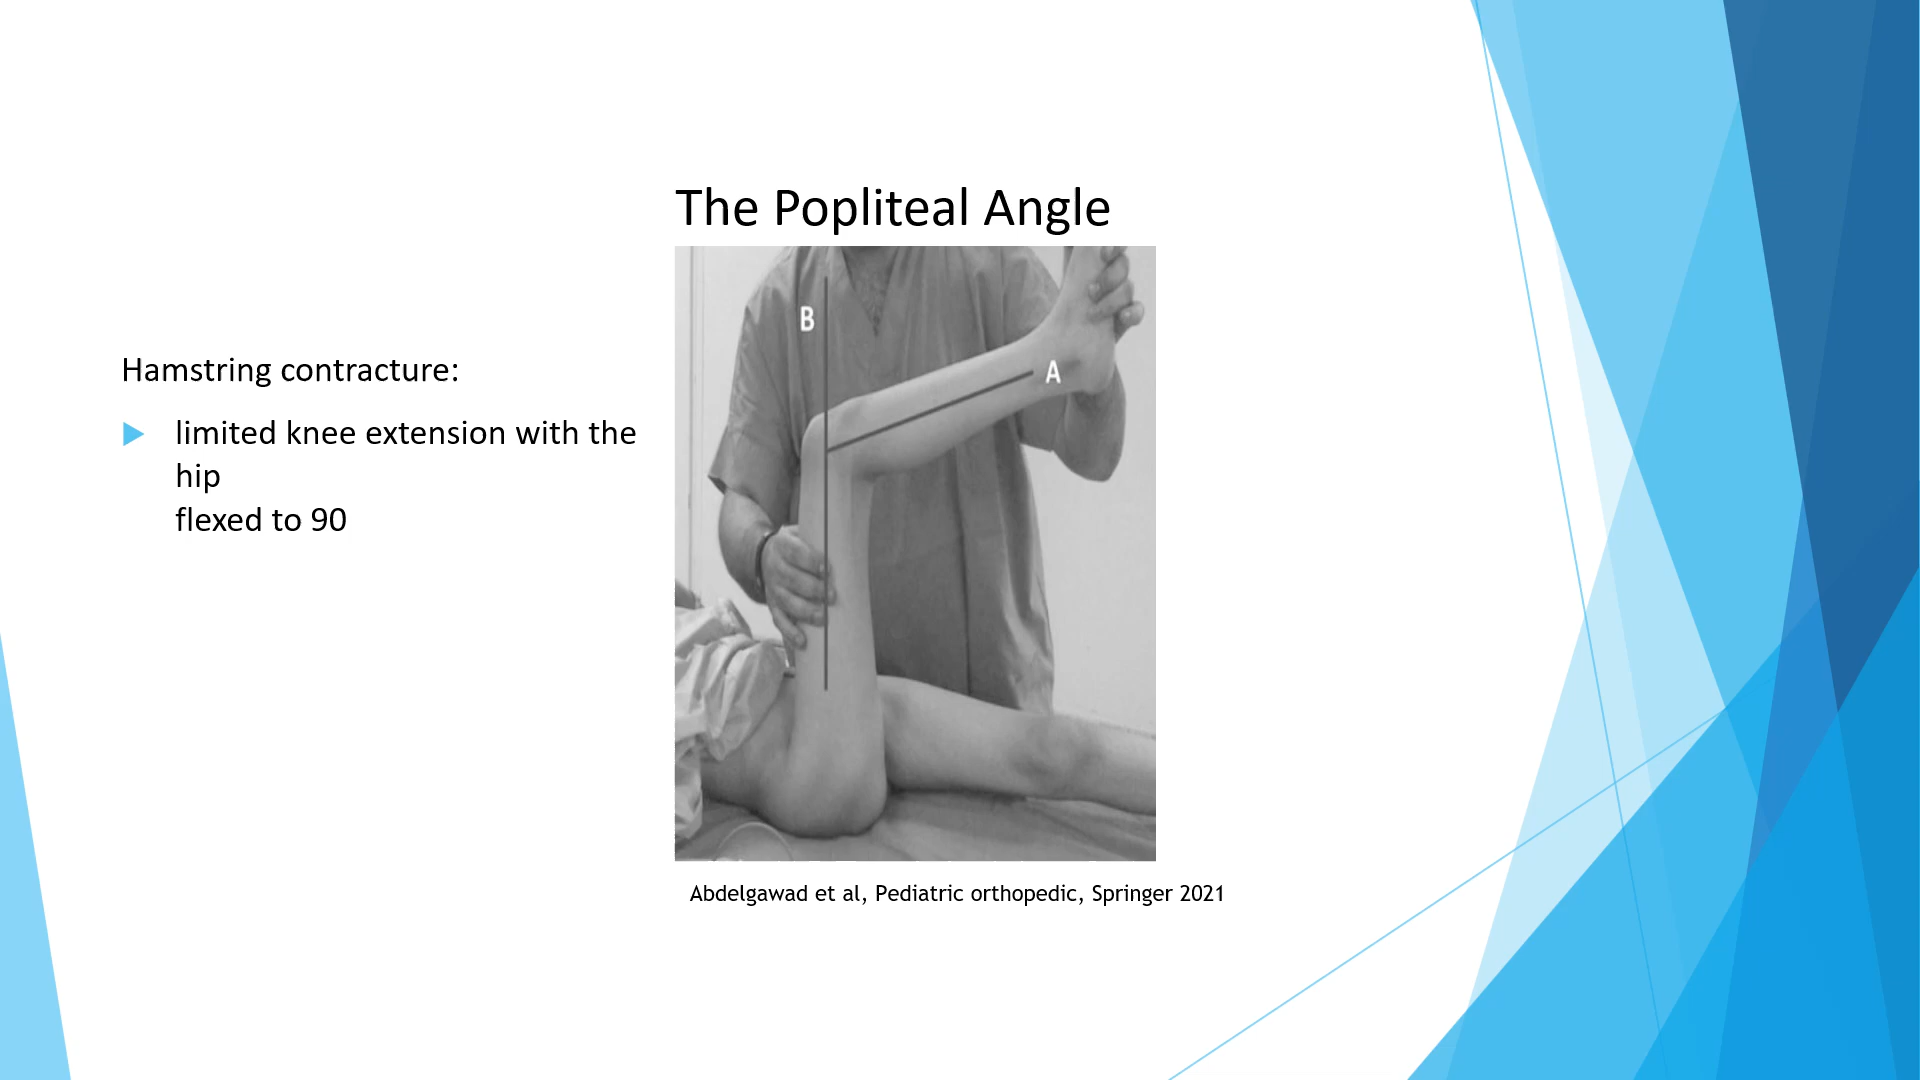 The Popliteal Angle
B
A
Hamstring contracture:
limited knee extension with the
hip
flexed to 90
Abdelgawad et al, Pediatric orthopedic, Springer 2021